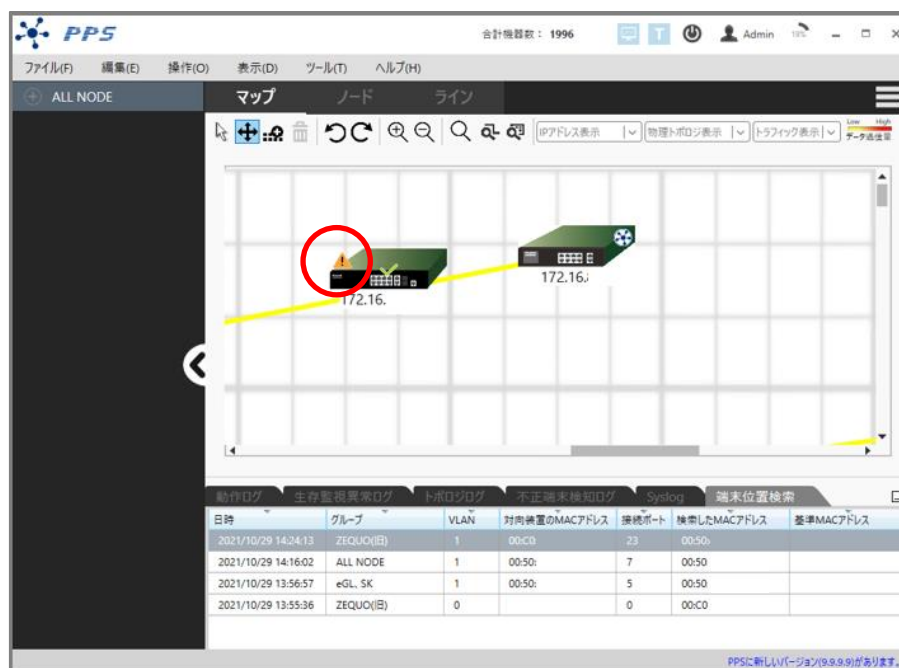 PPS
合計機器数： 1996
T
Admin
ファイル(F) 編集(E) 操作(O) 表示(D) ツール(T) ヘルプ(H)
ALL NODE
マップ ノード ライン
IPアドレス表示 物理トポロジ表示 トラフィック表示 Low High
データ通信量
172.16.
172.16.
動作ログ 生存監視異常ログ トポロジログ 不正端末検知ログ Syslog 端末位置検索
日時 グループ VLAN 対向装置のMACアドレス 接続ポート 検索したMACアドレス 基準MACアドレス
2021/10/29 14:24:13 ZEQUO(旧) 1 00:C0: 23 00:50:
2021/10/29 14:16:02 ALL NODE 1 00:50: 7 00:50
2021/10/29 13:56:57 eGL、SK 1 00:50: 5 00:50
2021/10/29 13:55:36 ZEQUO(旧) 0 0 00:C0
PPSに新しいバージョン(9.9.9.9)があります。